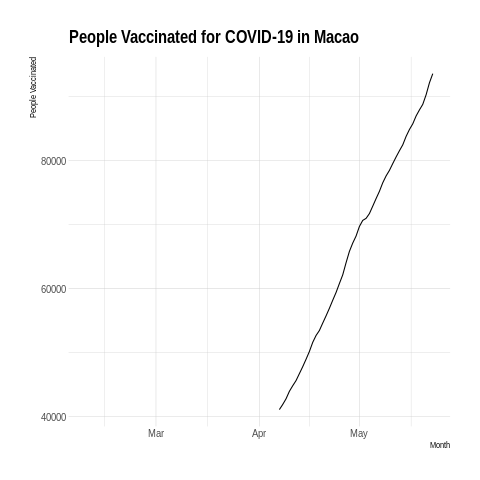 People Vaccinated for COVID-19 in Macao
People Vaccinated
80000
60000
40000
Mar Apr May
Month